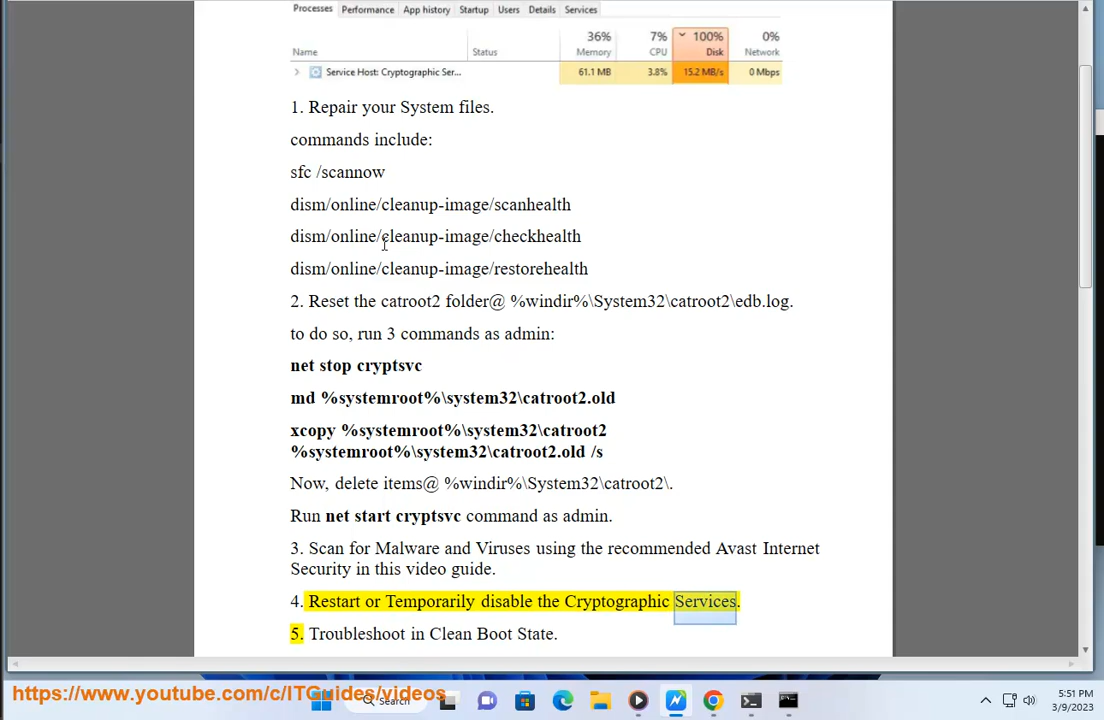 Processes Performance App history Startup Users Details Services
36% 7% 100% 0%
Name Status Memory CPU Disk Network
Service Host: Cryptographic Ser... 61.1 MB 3.8% 15.2 MB/s 0 Mbps
1. Repair your System files.
commands include:
sfc /scannow
dism/online/cleanup-image/scanhealth
dism/online/cleanup-image/checkhealth
dism/online/cleanup-image/restorehealth
2. Reset the catroot2 folder@ %windir%\System32\catroot2\edb.log.
to do so, run 3 commands as admin:
net stop cryptsvc
md %systemroot%\system32\catroot2.old
xcopy %systemroot%\system32\catroot2
%systemroot%\system32\catroot2.old /s
Now, delete items@ %windir%\System32\catroot2\.
Run net start cryptsvc command as admin.
3. Scan for Malware and Viruses using the recommended Avast Internet
Security in this video guide.
4. Restart or Temporarily disable the Cryptographic Services.
5. Troubleshoot in Clean Boot State.
https://www.youtube.com/c/ITGuides/videos
Search
5:51 PM
3/9/2023